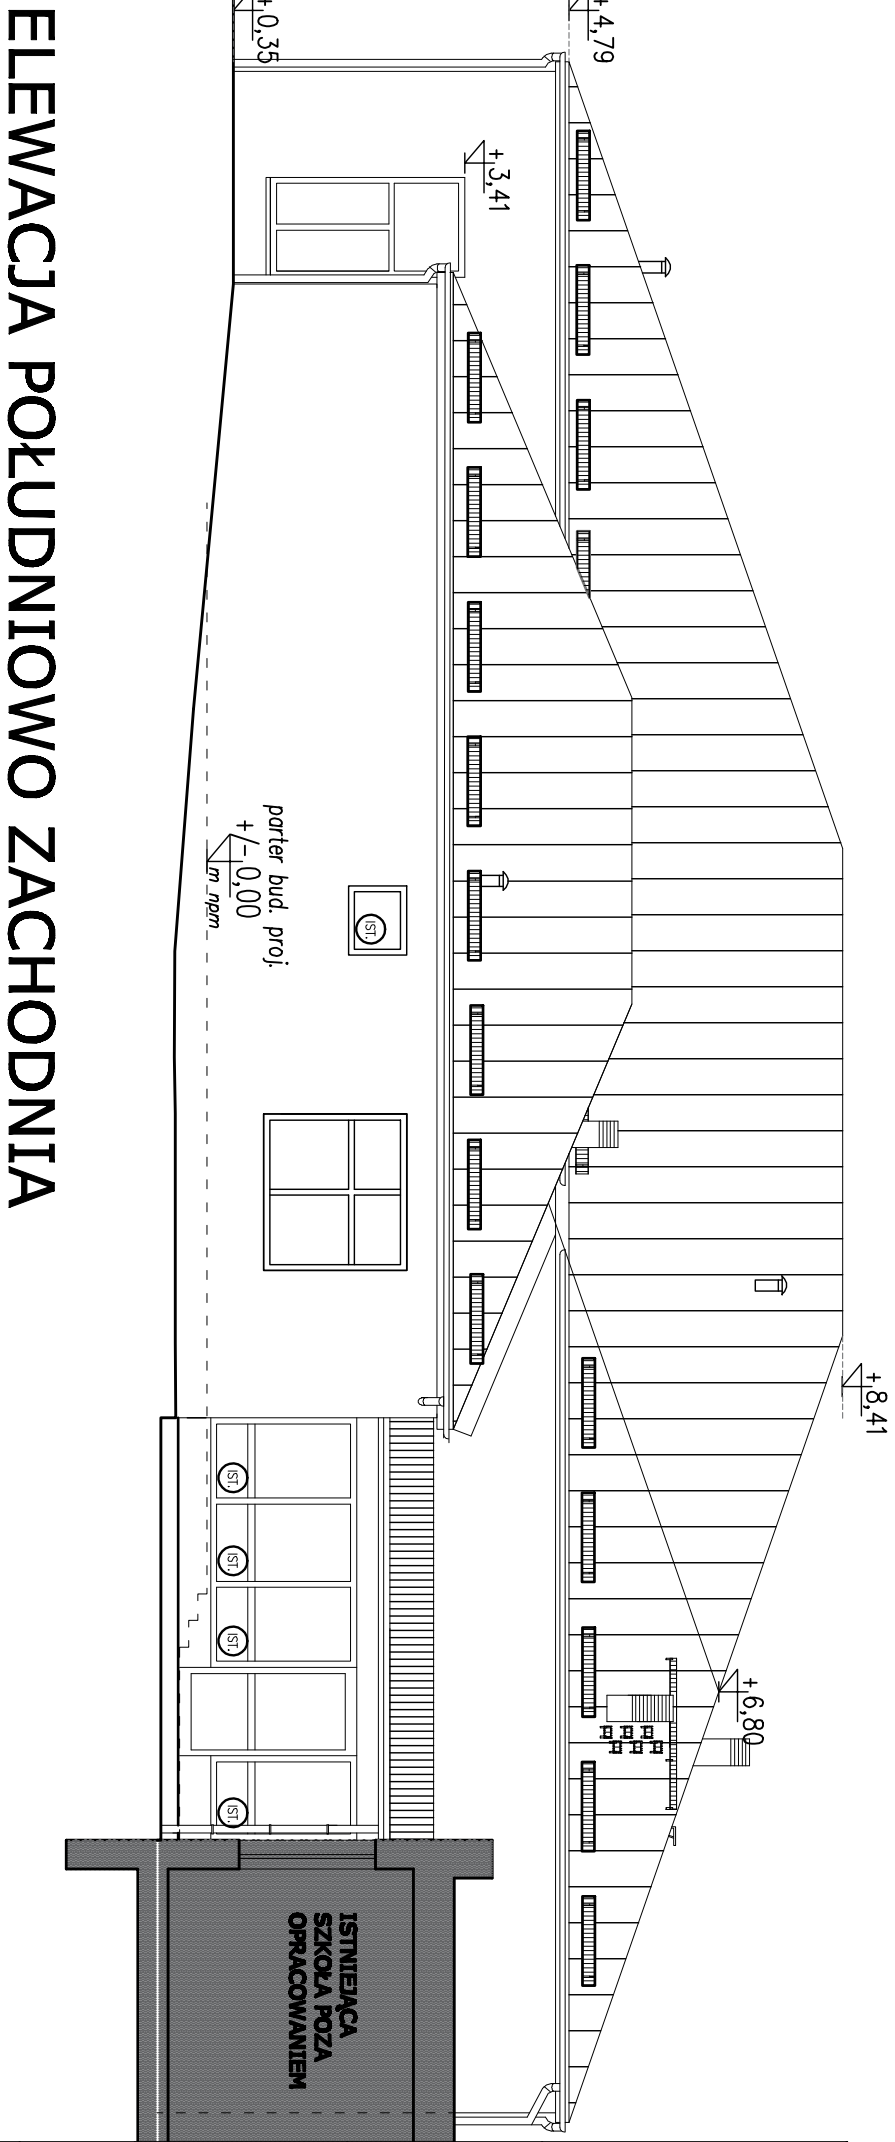 +0,35
+4,79
+3,41
+8,41
+6,80
parter bud. proj.
+/- 0,00
m npm
IST.
IST.
IST.
IST.
IST.
ISTNIEJĄCA
SZKOŁA POZA
OPRACOWANIEM
ELEWACJA POŁUDNIOWO ZACHODNIA